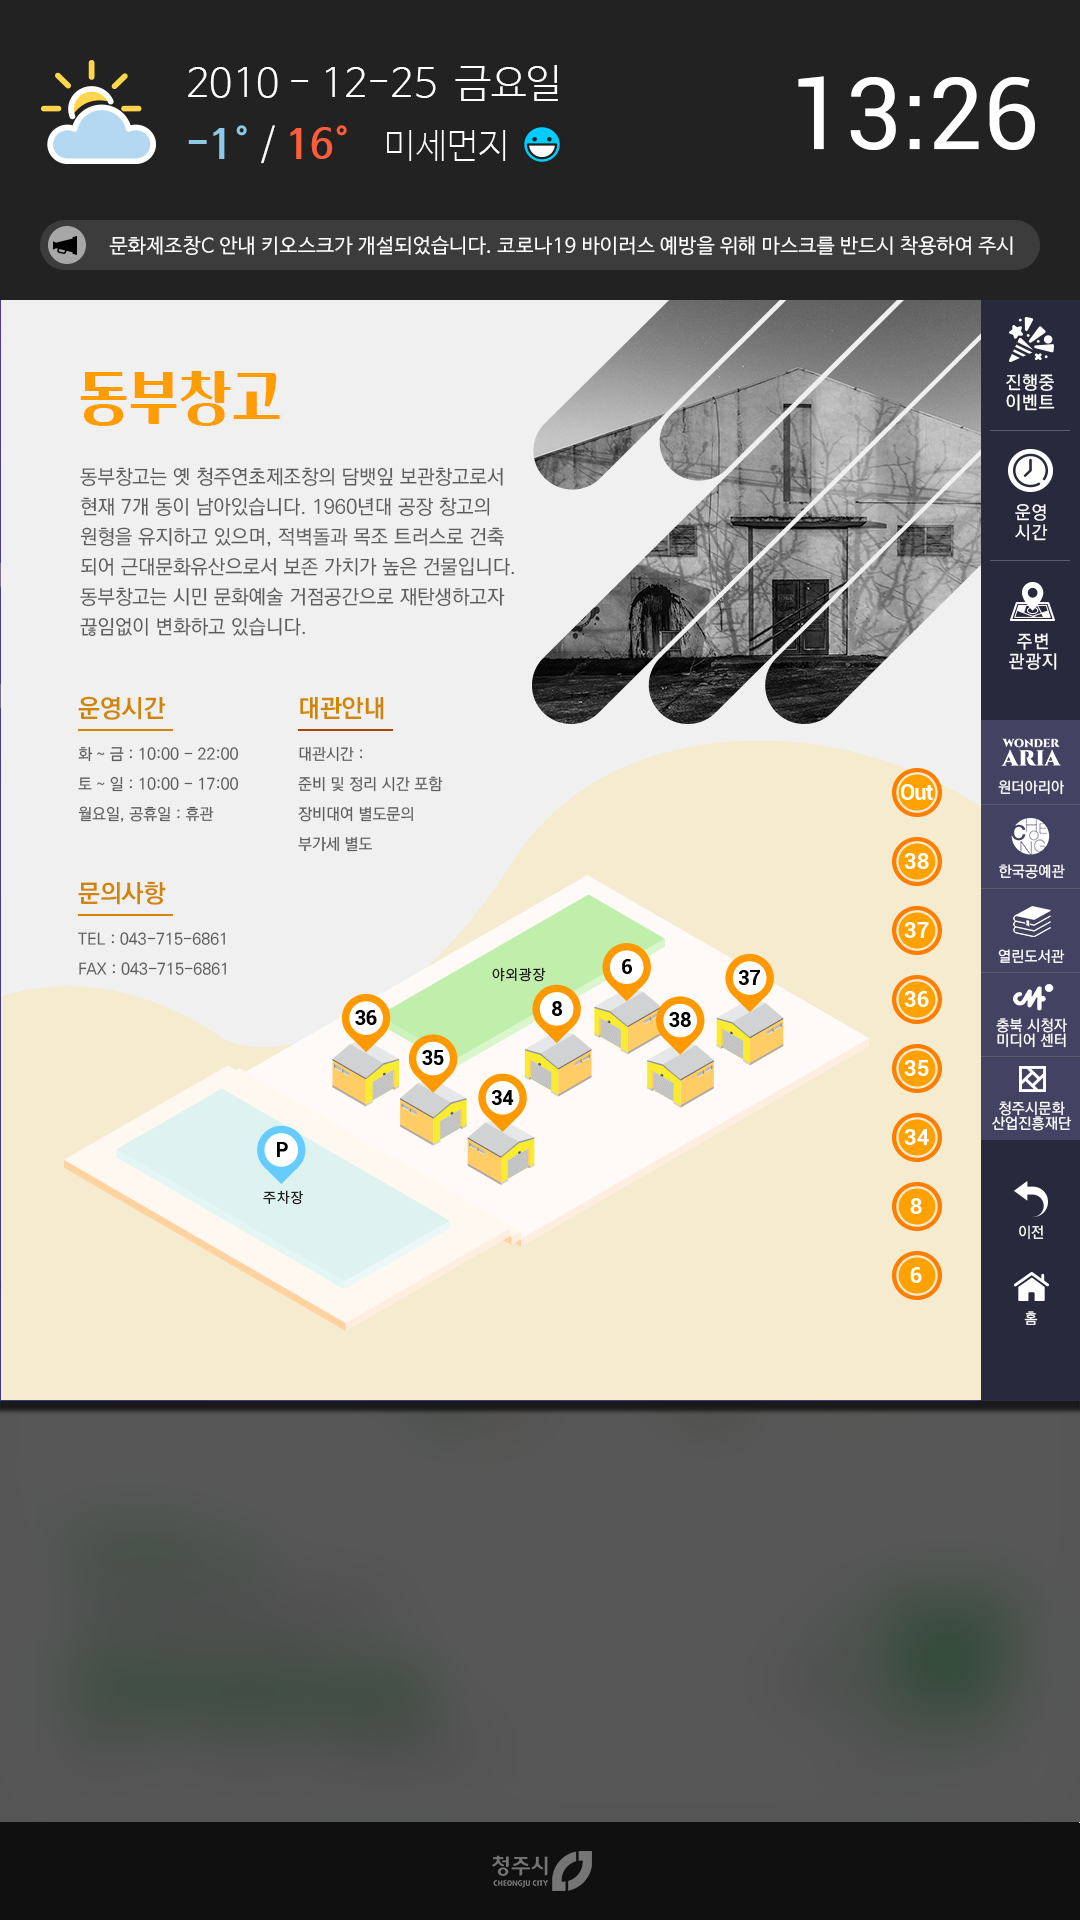 2010 - 12-25 금요일
-1° / 16° 미세먼지
13:26
문화제조창C 안내 키오스크가 개설되었습니다. 코로나19 바이러스 예방을 위해 마스크를 반드시 착용하여 주시
동부창고
동부창고는 옛 청주연초제조창의 담뱃잎 보관창고로서
현재 7개 동이 남아있습니다. 1960년대 공장 창고의
원형을 유지하고 있으며, 적벽돌과 목조 트러스로 건축
되어 근대문화유산으로서 보존 가치가 높은 건물입니다.
동부창고는 시민 문화예술 거점공간으로 재탄생하고자
끊임없이 변화하고 있습니다.
운영시간
화 ~ 금 : 10:00 - 22:00
토 ~ 일 : 10:00 - 17:00
월요일, 공휴일 : 휴관
대관안내
대관시간 :
준비 및 정리 시간 포함
장비대여 별도문의
부가세 별도
문의사항
TEL : 043-715-6861
FAX : 043-715-6861
야외광장
6
37
8
36
38
35
34
P
주차장
Out
38
37
36
35
34
8
6
진행중
이벤트
운영
시간
주변
관광지
WONDER
ARIA
원더아리아
CHEONG
한국공예관
열린도서관
충북 시청자
미디어 센터
청주시문화
산업진흥재단
이전
홈
청주시
CHEONGJU CITY